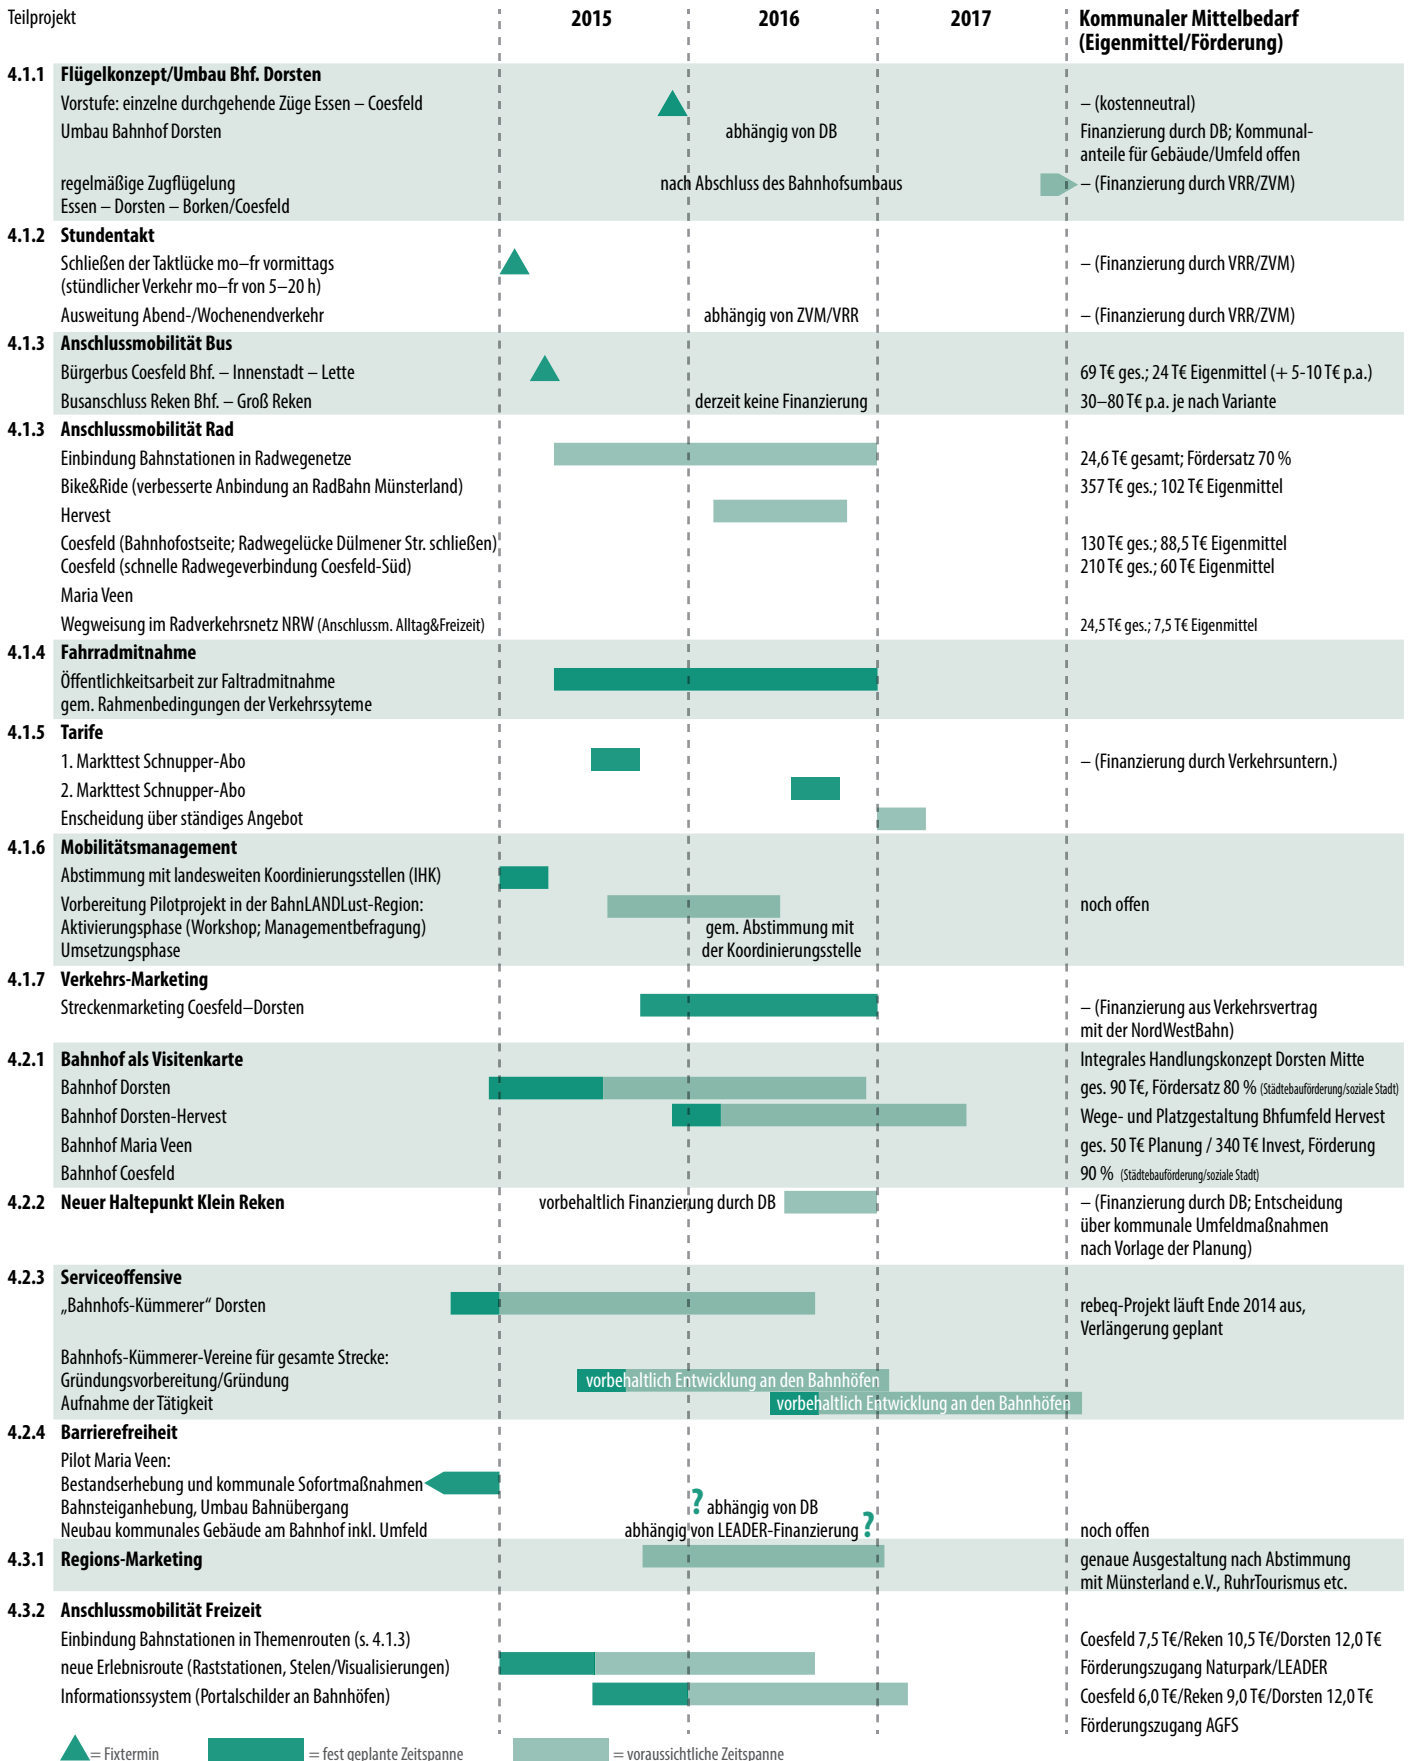 Teilprojekt 2015 2016 2017 Kommunaler Mittelbedarf
(Eigenmittel/Förderung)
4.1.1 Flügelkonzept/Umbau Bhf. Dorsten
Vorstufe: einzelne durchgehende Züge Essen – Coesfeld – (kostenneutral)
Umbau Bahnhof Dorsten abhängig von DB Finanzierung durch DB; Kommunal-
anteile für Gebäude/Umfeld offen
regelmäßige Zugflügelung nach Abschluss des Bahnhofsumbaus – (Finanzierung durch VRR/ZVM)
Essen – Dorsten – Borken/Coesfeld
4.1.2 Stundentakt
Schließen der Taktlücke mo–fr vormittags – (Finanzierung durch VRR/ZVM)
(stündlicher Verkehr mo–fr von 5–20 h)
Ausweitung Abend-/Wochenendverkehr abhängig von ZVM/VRR – (Finanzierung durch VRR/ZVM)
4.1.3 Anschlussmobilität Bus
Bürgerbus Coesfeld Bhf. – Innenstadt – Lette 69 T€ ges.; 24 T€ Eigenmittel (+ 5-10 T€ p.a.)
Busanschluss Reken Bhf. – Groß Reken derzeit keine Finanzierung 30–80 T€ p.a. je nach Variante
4.1.3 Anschlussmobilität Rad
Einbindung Bahnstationen in Radwegenetze 24,6 T€ gesamt; Fördersatz 70 %
Bike&Ride (verbesserte Anbindung an RadBahn Münsterland) 357 T€ ges.; 102 T€ Eigenmittel
Hervest
Coesfeld (Bahnhofostseite; Radwegelücke Dülmener Str. schließen) 130 T€ ges.; 88,5 T€ Eigenmittel
Coesfeld (schnelle Radwegeverbindung Coesfeld-Süd) 210 T€ ges.; 60 T€ Eigenmittel
Maria Veen
Wegweisung im Radverkehrsnetz NRW (Anschlussm. Alltag&Freizeit) 24,5 T€ ges.; 7,5 T€ Eigenmittel
4.1.4 Fahrradmitnahme
Öffentlichkeitsarbeit zur Faltradmitnahme
gem. Rahmenbedingungen der Verkehrssyteme
4.1.5 Tarife
1. Markttest Schnupper-Abo – (Finanzierung durch Verkehrsuntern.)
2. Markttest Schnupper-Abo
Enscheidung über ständiges Angebot
4.1.6 Mobilitätsmanagement
Abstimmung mit landesweiten Koordinierungsstellen (IHK)
Vorbereitung Pilotprojekt in der BahnLANDLust-Region: noch offen
Aktivierungsphase (Workshop; Managementbefragung) gem. Abstimmung mit
Umsetzungsphase der Koordinierungsstelle
4.1.7 Verkehrs-Marketing
Streckenmarketing Coesfeld–Dorsten – (Finanzierung aus Verkehrsvertrag
mit der NordWestBahn)
4.2.1 Bahnhof als Visitenkarte Integrales Handlungskonzept Dorsten Mitte
Bahnhof Dorsten ges. 90 T€, Fördersatz 80 % (Städtebauförderung/soziale Stadt)
Bahnhof Dorsten-Hervest Wege- und Platzgestaltung Bhfumfeld Hervest
Bahnhof Maria Veen ges. 50 T€ Planung / 340 T€ Invest, Förderung
Bahnhof Coesfeld 90 % (Städtebauförderung/soziale Stadt)
4.2.2 Neuer Haltepunkt Klein Reken vorbehaltlich Finanzierung durch DB – (Finanzierung durch DB; Entscheidung
über kommunale Umfeldmaßnahmen
nach Vorlage der Planung)
4.2.3 Serviceoffensive
„Bahnhofs-Kümmerer“ Dorsten rebeq-Projekt läuft Ende 2014 aus,
Verlängerung geplant
Bahnhofs-Kümmerer-Vereine für gesamte Strecke:
Gründungsvorbereitung/Gründung vorbehaltlich Entwicklung an den Bahnhöfen
Aufnahme der Tätigkeit vorbehaltlich Entwicklung an den Bahnhöfen
4.2.4 Barrierefreiheit
Pilot Maria Veen:
Bestandserhebung und kommunale Sofortmaßnahmen
Bahnsteiganhebung, Umbau Bahnübergang ? abhängig von DB
Neubau kommunales Gebäude am Bahnhof inkl. Umfeld abhängig von LEADER-Finanzierung ? noch offen
4.3.1 Regions-Marketing genaue Ausgestaltung nach Abstimmung
mit Münsterland e.V., RuhrTourismus etc.
4.3.2 Anschlussmobilität Freizeit
Einbindung Bahnstationen in Themenrouten (s. 4.1.3) Coesfeld 7,5 T€/Reken 10,5 T€/Dorsten 12,0 T€
neue Erlebnisroute (Raststationen, Stelen/Visualisierungen) Förderungszugang Naturpark/LEADER
Informationssystem (Portalschilder an Bahnhöfen) Coesfeld 6,0 T€/Reken 9,0 T€/Dorsten 12,0 T€
Förderungszugang AGFS
= Fixtermin = fest geplante Zeitspanne = voraussichtliche Zeitspanne